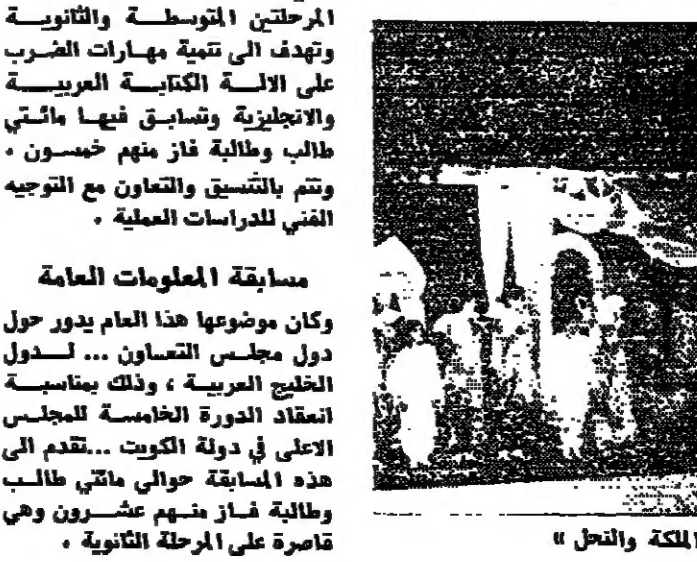 المرحلتين المتوسطة والثانوية
وتهدف الى تنمية مهارات الضرب
على الالة الكتابية العربية
والانجليزية وتسابق فيها مائتي
طالب وطالبة فاز منهم خمسون .
وتتم بالتنسيق والتعاون مع التوجيه
الفني للدراسات العملية .
مسابقة المعلومات العامة
وكان موضوعها هذا العام يدور حول
دول مجلس التعساون ... لدول
الخليج العربية ، وذلك بمناسبة
انعقاد الدورة الخامسة للمجلس
الاعلى في دولة الكويت ...تقدم الى
هذه المسابقة حوالي مائتي طالب
وطالبة فاز منهم عشرون وهي
قاصرة على المرحلة الثانوية .
الملكة والنحل »